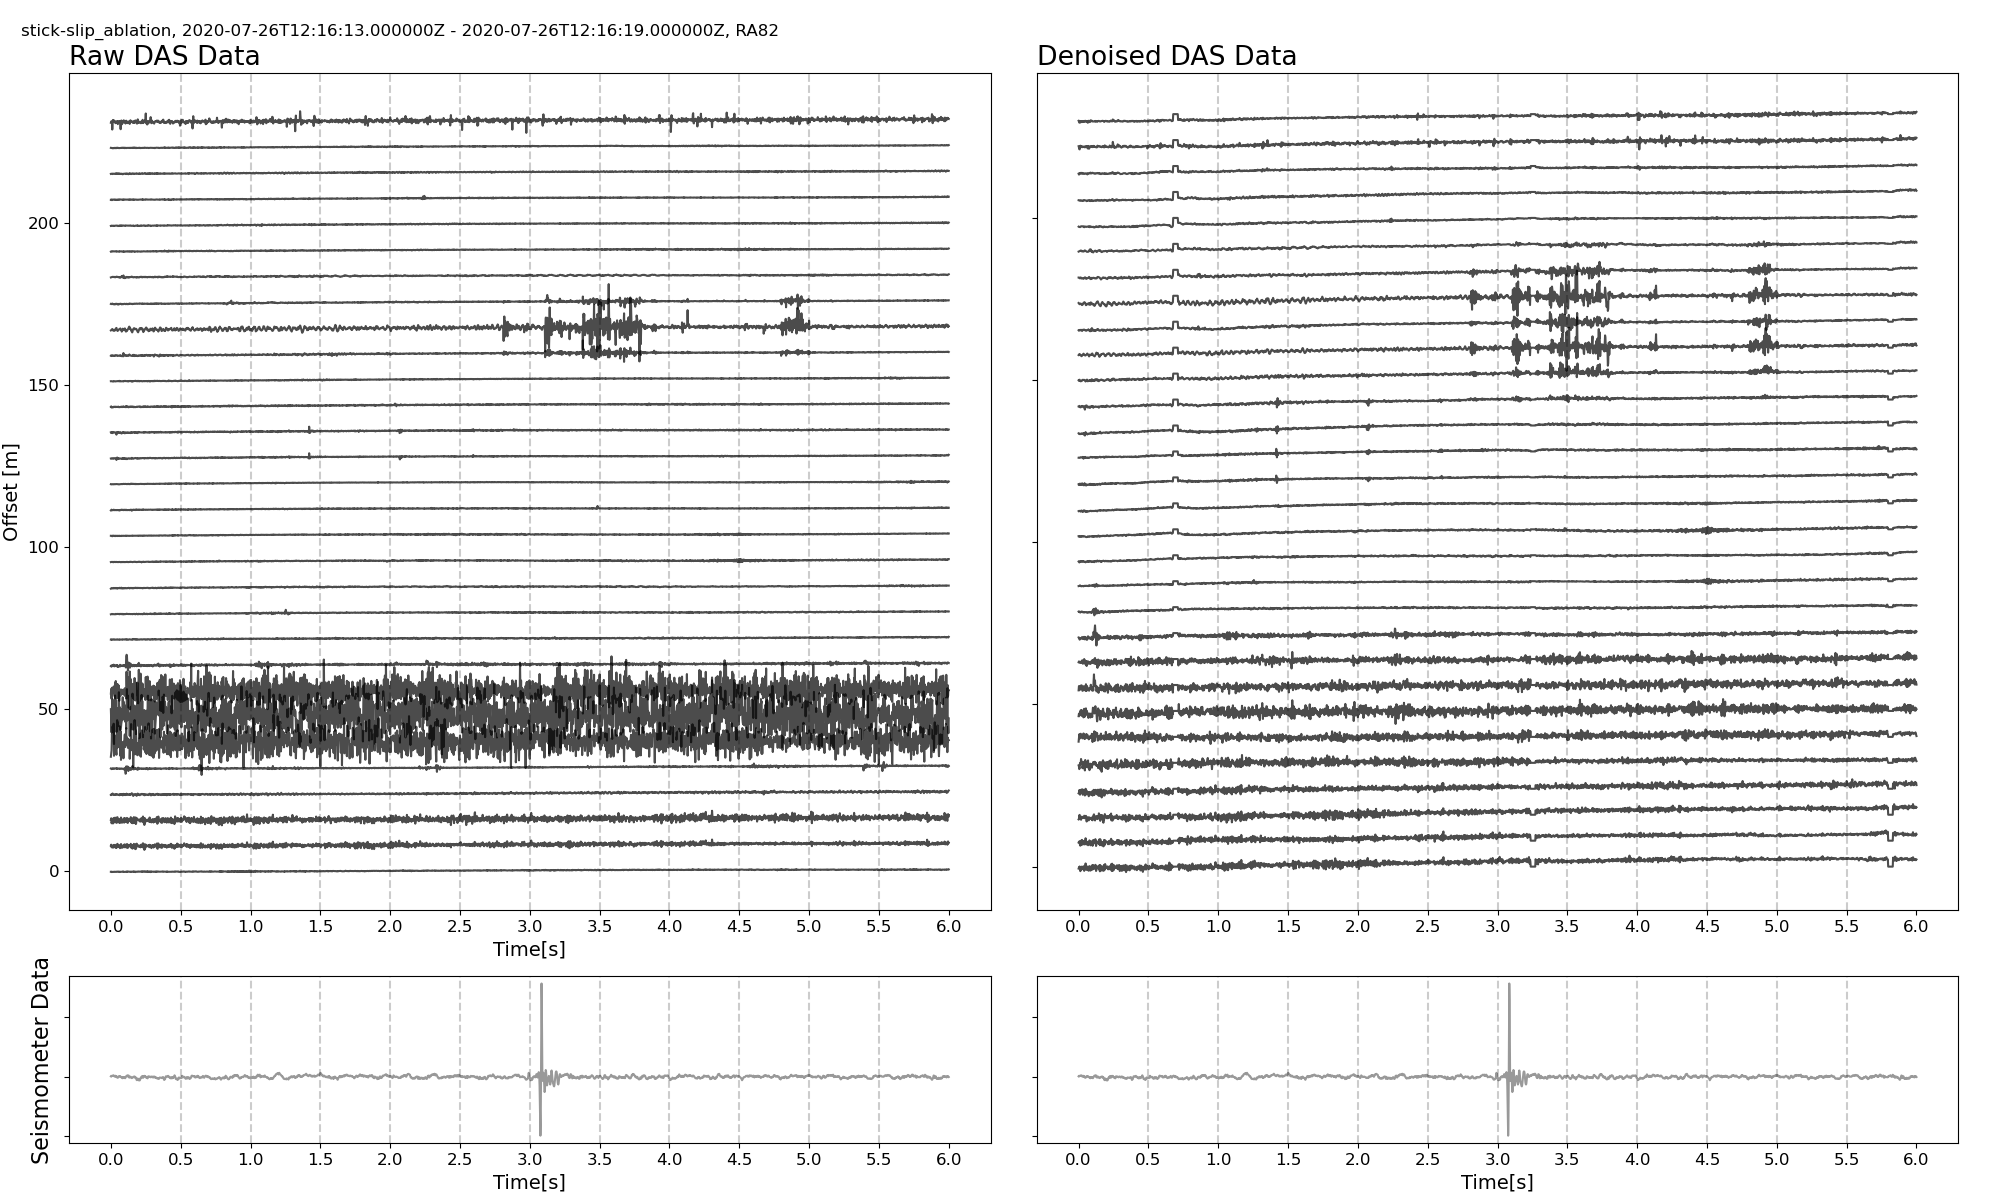 stick-slip_ablation, 2020-07-26T12:16:13.000000Z - 2020-07-26T12:16:19.000000Z, RA82
Raw DAS Data
Denoised DAS Data
Offset [m]
200
150
100
50
0
0.0 0.5 1.0 1.5 2.0 2.5 3.0 3.5 4.0 4.5 5.0 5.5 6.0
Time[s]
0.0 0.5 1.0 1.5 2.0 2.5 3.0 3.5 4.0 4.5 5.0 5.5 6.0
Seismometer Data
0.0 0.5 1.0 1.5 2.0 2.5 3.0 3.5 4.0 4.5 5.0 5.5 6.0
Time[s]
0.0 0.5 1.0 1.5 2.0 2.5 3.0 3.5 4.0 4.5 5.0 5.5 6.0
Time[s]